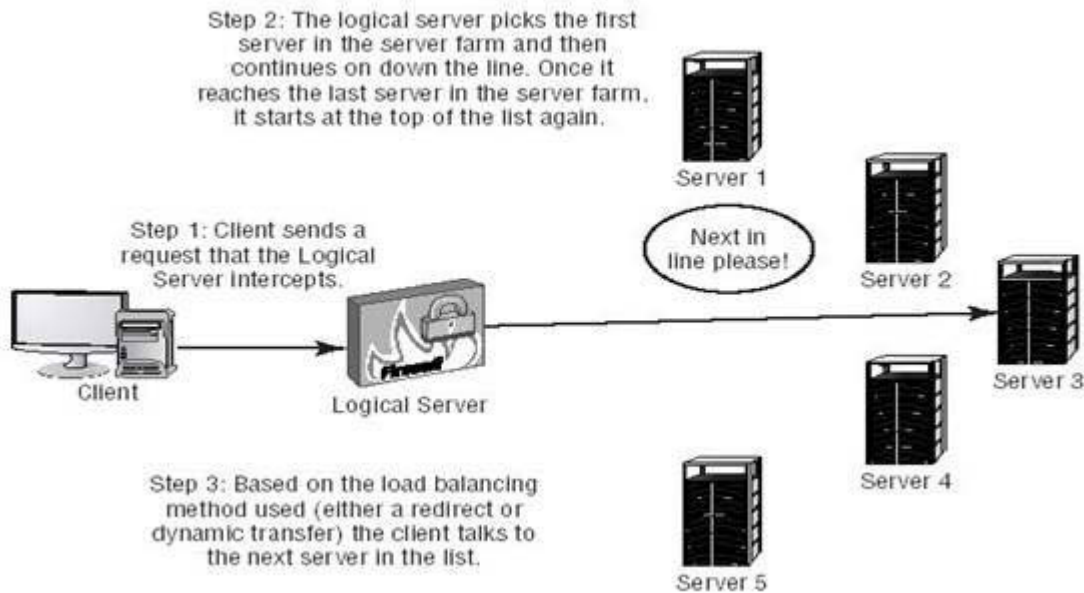 Step 2: The logical server picks the first
server in the server farm and then
continues on down the line. Once it
reaches the last server in the server farm,
it starts at the top of the list again.
Server 1
Step 1: Client sends a
request that the Logical
Server intercepts.
Next in
line please!
Server 2
Firewall
Client
Logical Server
Server 3
Server 4
Step 3: Based on the load balancing
method used (either a redirect or
dynamic transfer) the client talks to
the next server in the list.
Server 5